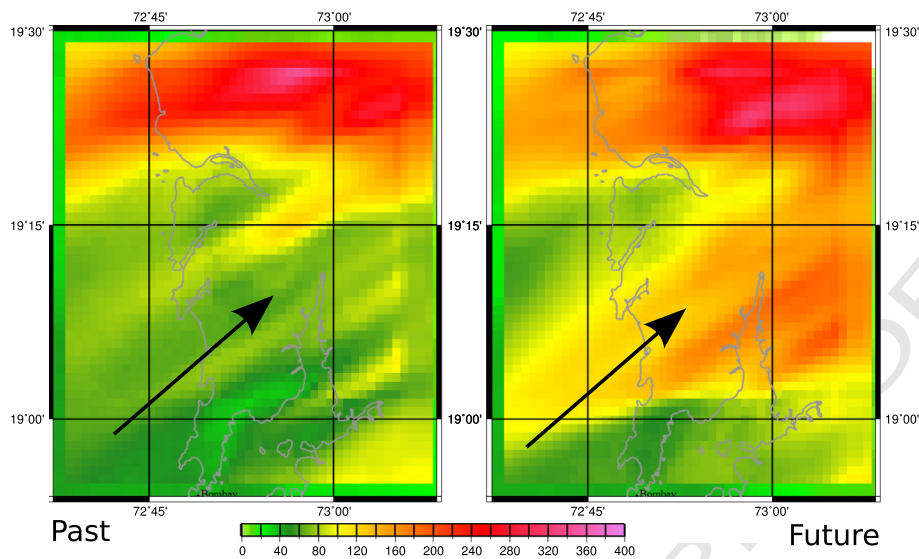 72˚45' 73˚00' 72˚45' 73˚00'
19˚30' 19˚30' 19˚30'
19˚15' 19˚15' 19˚15'
19˚00' 19˚00' 19˚00'
Bombay Bombay
72˚45' 73˚00' 72˚45' 73˚00'
Past Future
0 40 80 120 160 200 240 280 320 360 400